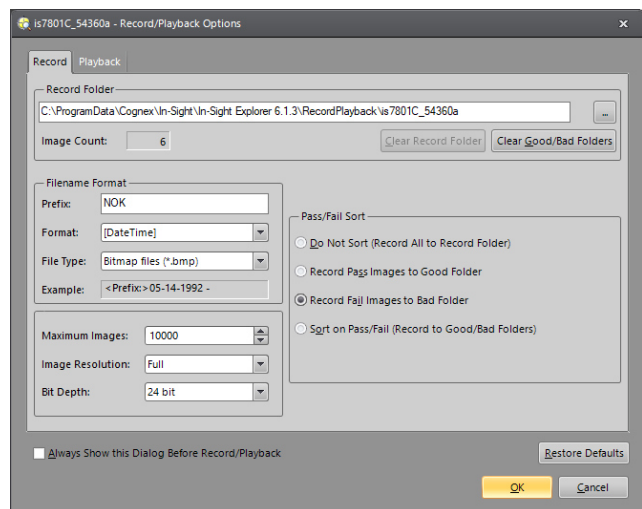 is7801C_54360a - Record/Playback Options
Record Playback
Record Folder
C:\ProgramData\Cognex\In-Sight\In-Sight Explorer 6.1.3\RecordPlayback\is7801C_54360a
...
Image Count: 6
Clear Record Folder Clear Good/Bad Folders
Filename Format
Prefix: NOK
Format: [DateTime]
File Type: Bitmap files (*.bmp)
Example: <Prefix:>05-14-1992 -
Maximum Images: 10000
Image Resolution: Full
Bit Depth: 24 bit
Pass/Fail Sort
Do Not Sort (Record All to Record Folder)
Record Pass Images to Good Folder
Record Fail Images to Bad Folder
Sort on Pass/Fail (Record to Good/Bad Folders)
Always Show this Dialog Before Record/Playback
Restore Defaults
OK Cancel